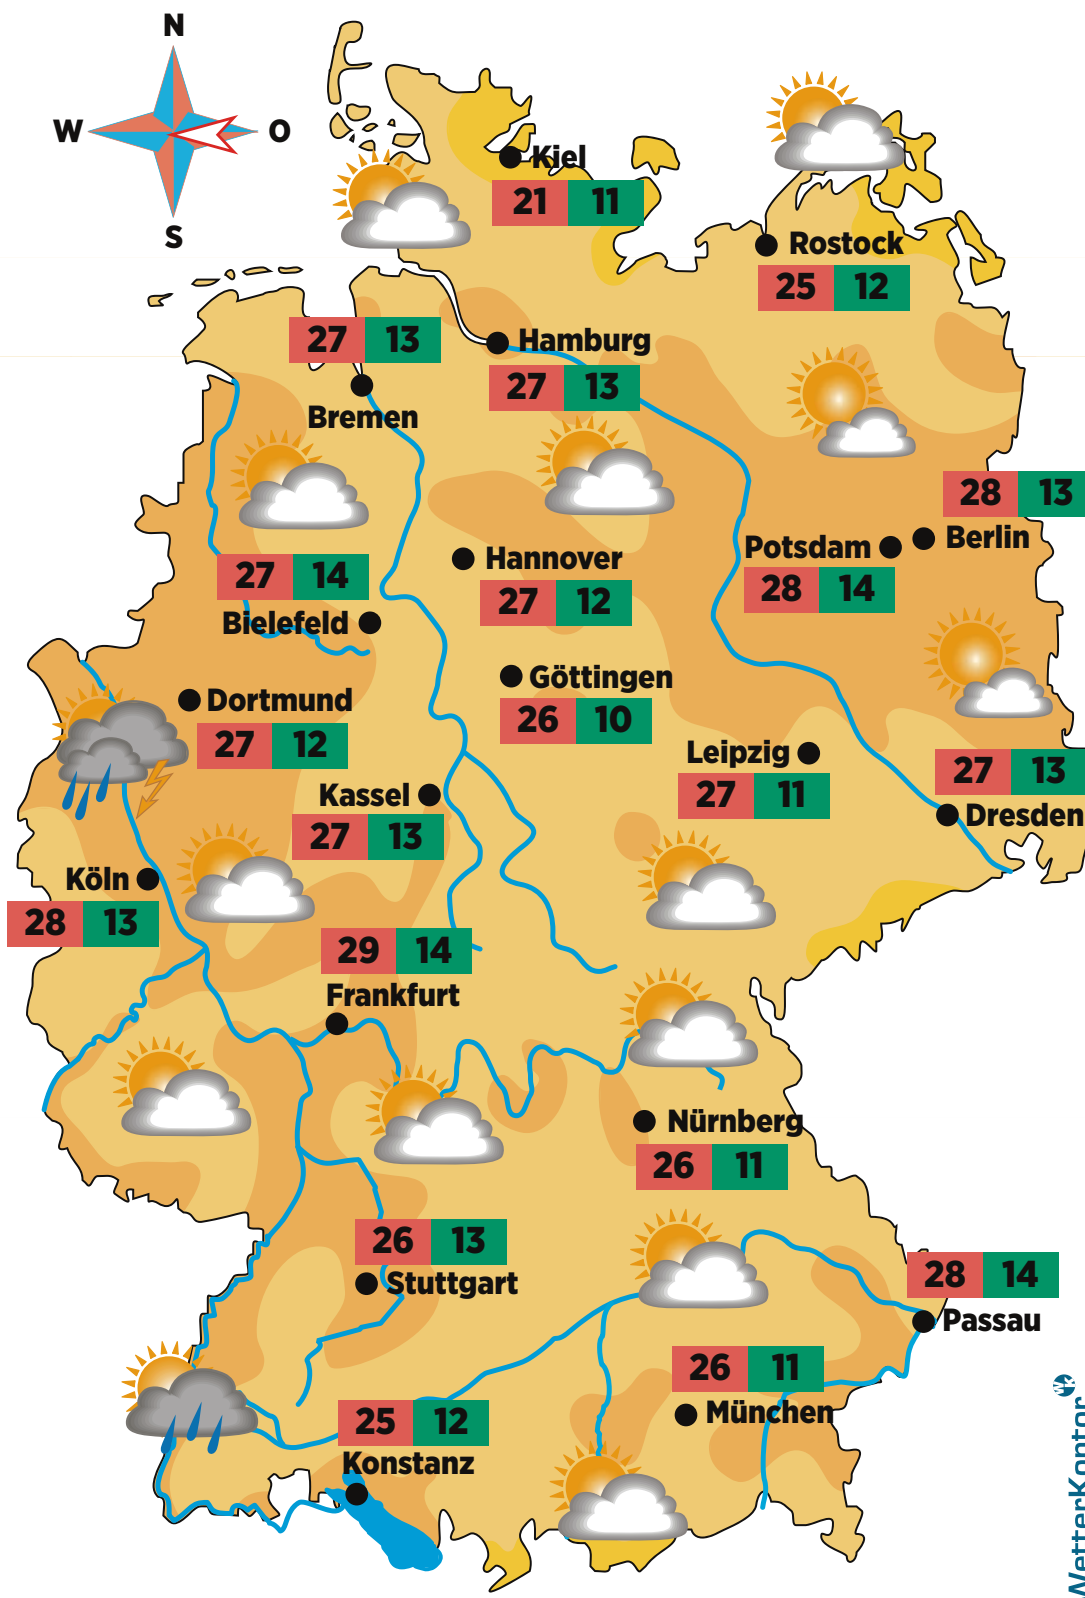 N
W
O
S
Kiel
21 11
Rostock
25 12
27 13
Bremen
Hamburg
27 13
28 13
Berlin
Potsdam
28 14
Hannover
27 12
27 14
Bielefeld
Göttingen
26 10
Dortmund
27 12
Leipzig
27 11
27 13
Dresden
Kassel
27 13
Köln
28 13
29 14
Frankfurt
Nürnberg
26 11
26 13
Stuttgart
28 14
Passau
26 11
München
25 12
Konstanz
WK
WetterKontor